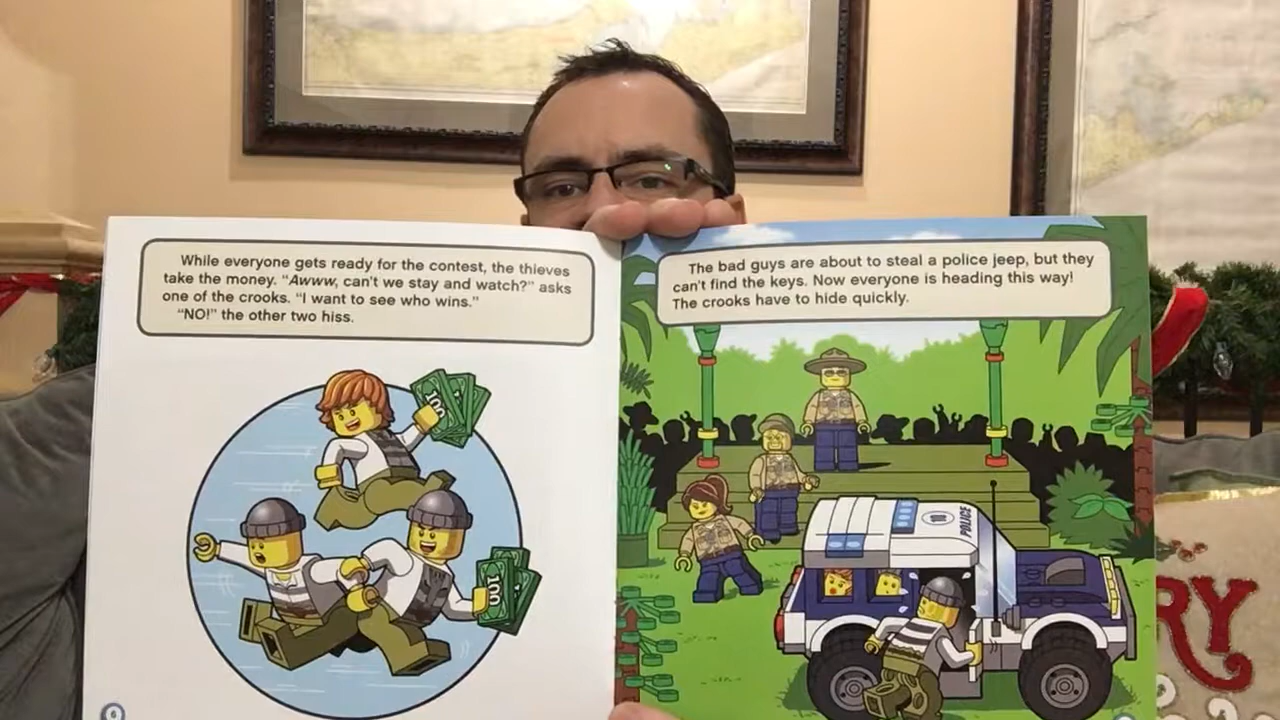 While everyone gets ready for the contest, the thieves
take the money. “Awww, can’t we stay and watch?” asks
one of the crooks. “I want to see who wins.”
“NO!” the other two hiss.
100
100
9
The bad guys are about to steal a police jeep, but they
can’t find the keys. Now everyone is heading this way!
The crooks have to hide quickly.
10
POLICE
RY